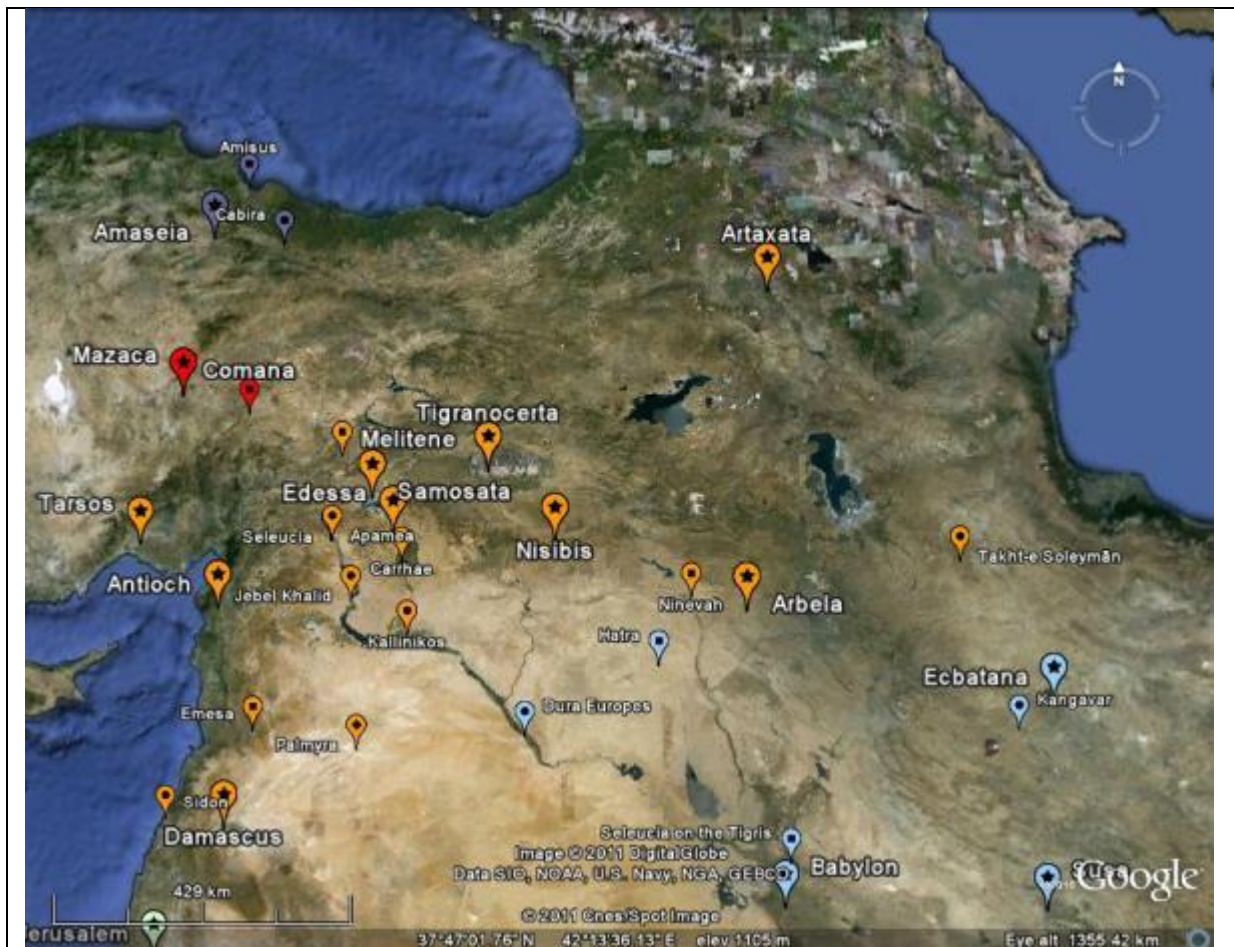 N
Amisus
Cabira
Amaseia
Artaxata
Mazaca
Comana
Tigranocerta
Melitene
Edessa
Samosata
Tarsos
Seleucia
Apamea
Nisibis
Takht-e Soleymān
Carrhae
Antioch
Jebel Khalid
Ninevah
Arbela
Kallinikos
Hatra
Ecbatana
Kangavar
Emesa
Dura Europos
Palmyra
Sidon
Damascus
Seleucia on the Tigris
Image © 2011 DigitalGlobe
Babylon
Data SIO, NOAA, U.S. Navy, NGA, GEBCO
Susa
Google
429 km
© 2011 Cnes/Spot Image
erusalem
37°47'01.76" N 42°13'36.13" E elev 1105 m
Eye alt 1355.42 km